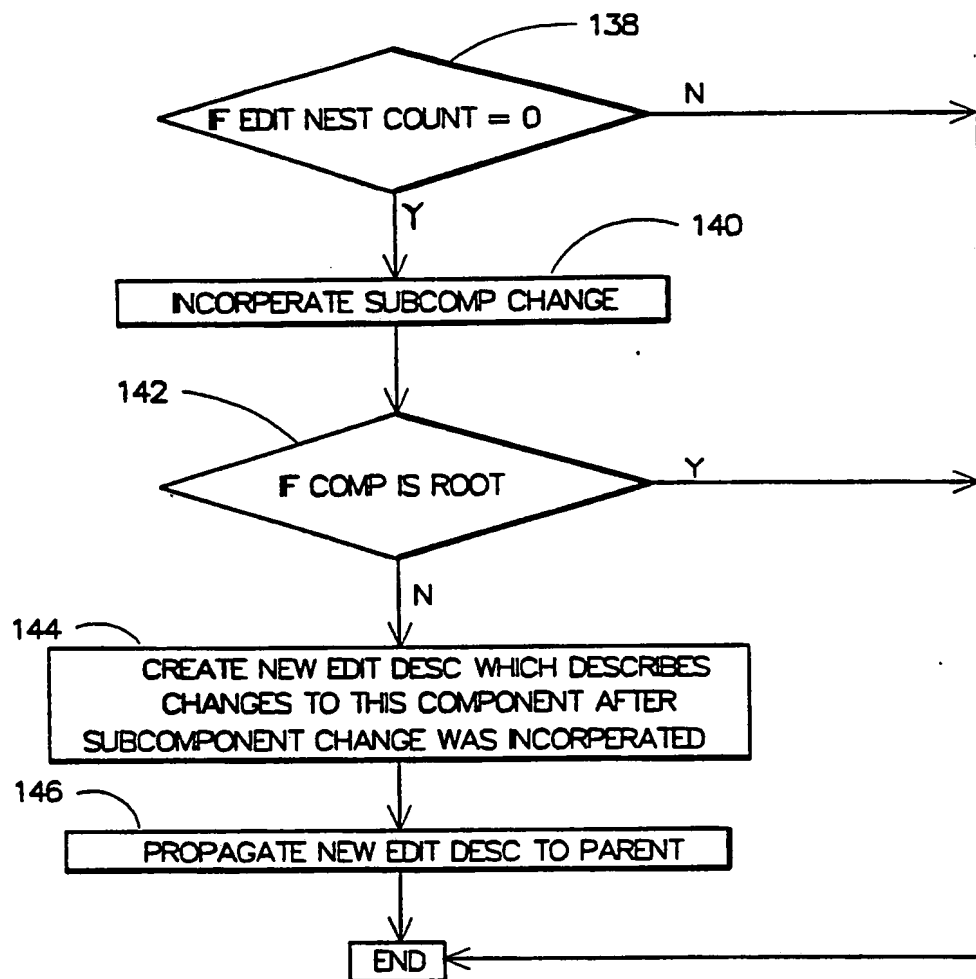 138
IF EDIT NEST COUNT = 0
N
Y
140
INCORPERATE SUBCOMP CHANGE
142
IF COMP IS ROOT
Y
N
144
CREATE NEW EDIT DESC WHICH DESCRIBES
CHANGES TO THIS COMPONENT AFTER
SUBCOMPONENT CHANGE WAS INCORPERATED
146
PROPAGATE NEW EDIT DESC TO PARENT
END